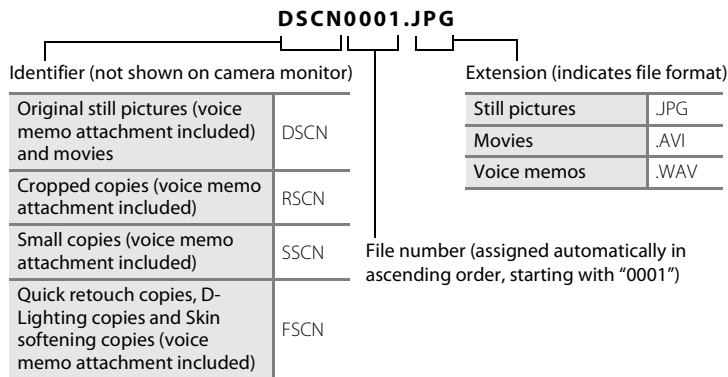 DSCN0001.JPG
Identifier (not shown on camera monitor)
Original still pictures (voice
memo attachment included)
and movies
DSCN
Cropped copies (voice memo
attachment included)
RSCN
Small copies (voice memo
attachment included)
SSCN
Quick retouch copies, D-
Lighting copies and Skin
softening copies (voice
memo attachment included)
FSCN
Extension (indicates file format)
Still pictures
.JPG
Movies
.AVI
Voice memos
.WAV
File number (assigned automatically in
ascending order, starting with “0001”)